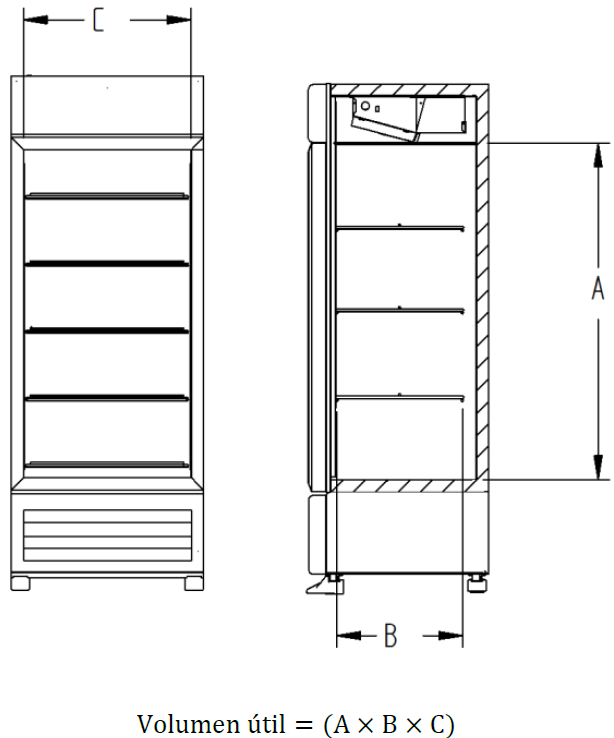 C
A
B
Volumen útil = (A × B × C)